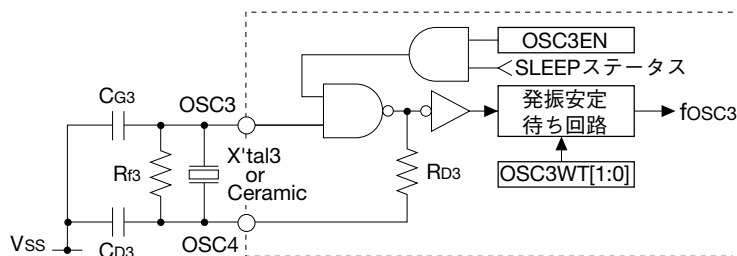 OSC3EN
SLEEPステータス
CG3
OSC3
発振安定
待ち回路
fOSC3
Rf3
X'tal3
or
Ceramic
RD3
OSC3WT[1:0]
VSS
CD3
OSC4